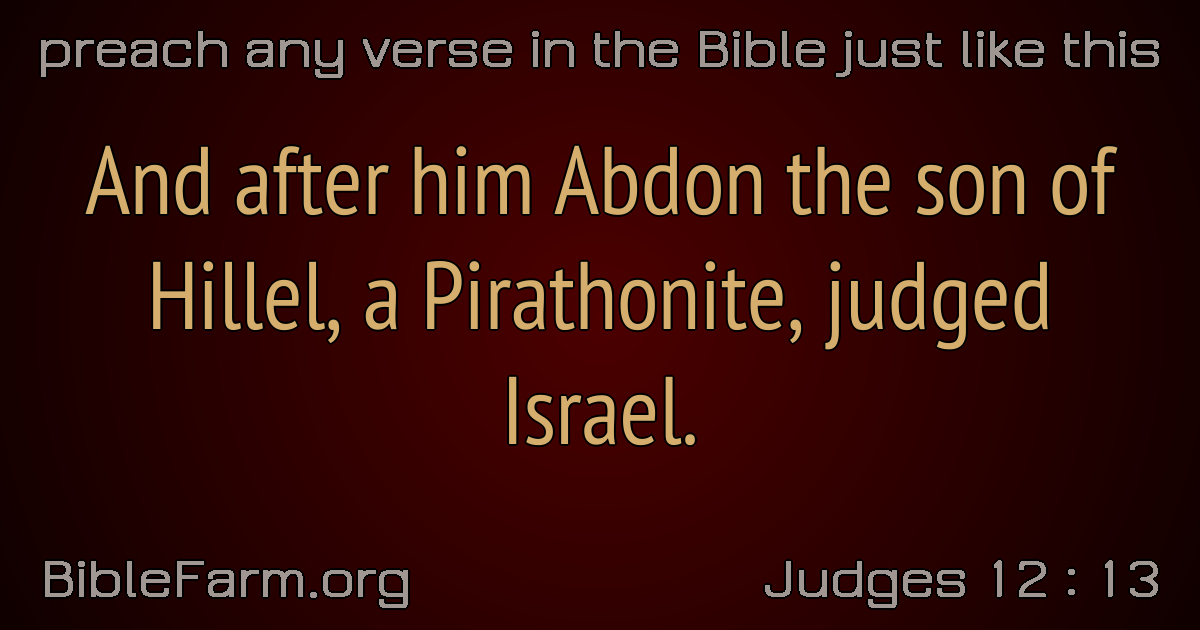 preach any verse in the Bible just like this
And after him Abdon the son of
Hillel, a Pirathonite, judged
Israel.
BibleFarm.org
Judges 12 : 13